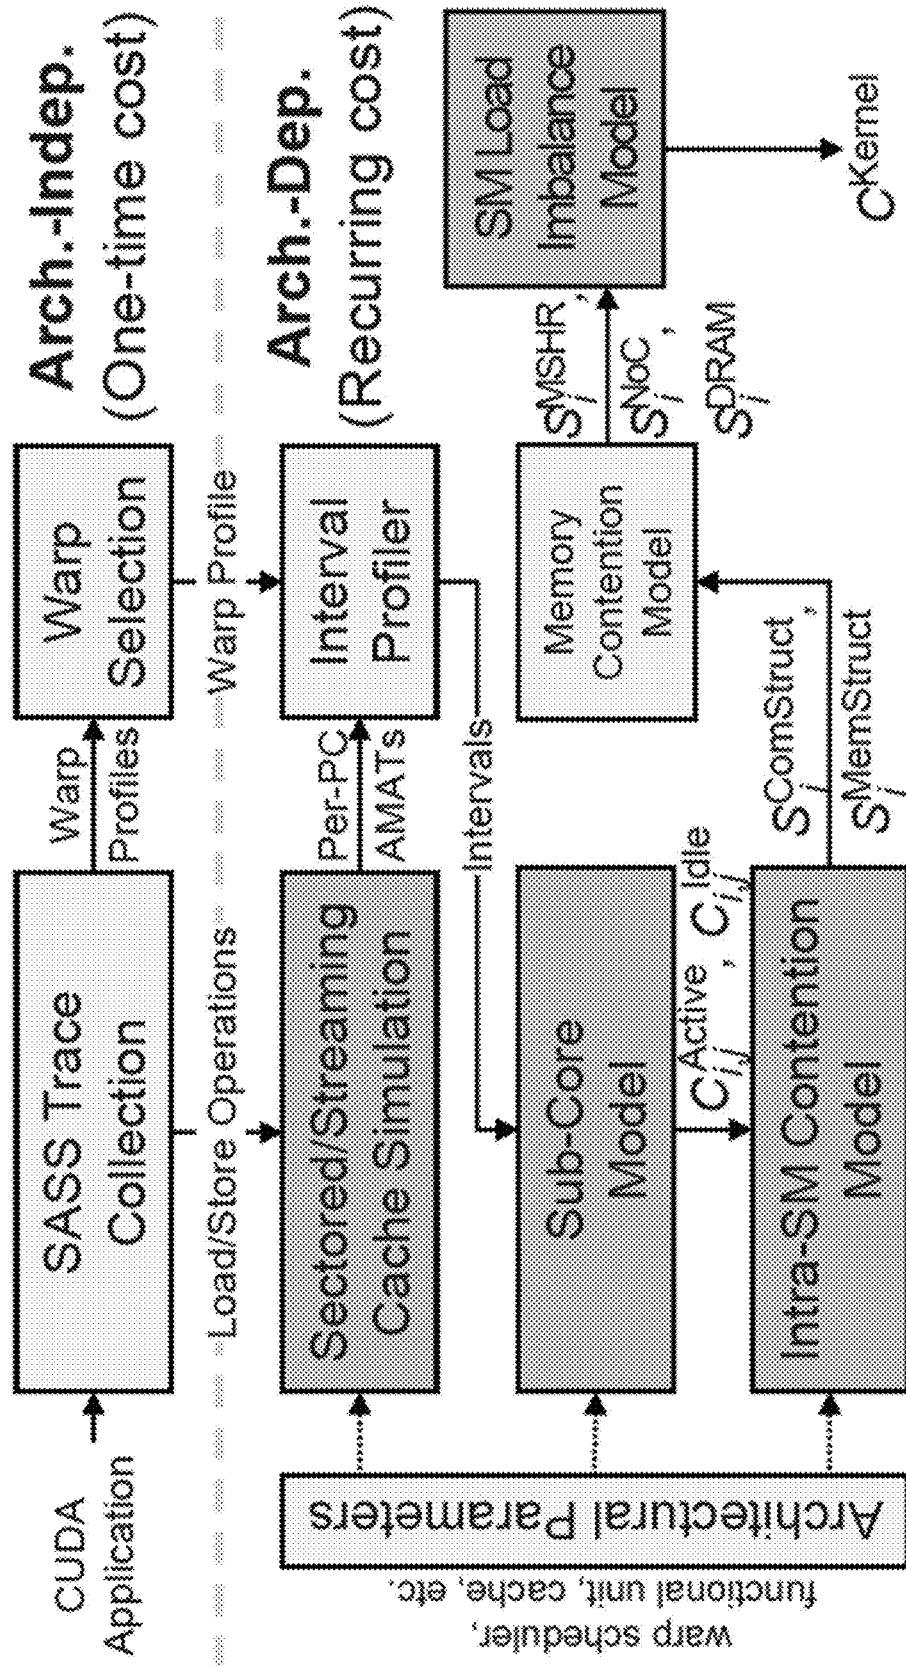 CUDA
Application
SASS Trace
Collection
Warp
Profiles
Warp
Selection
Arch.-Indep.
(One-time cost)
Load/Store Operations
Warp Profile
Arch.-Dep.
(Recurring cost)
warp scheduler,
functional unit, cache, etc.
Architectural Parameters
Sectored/Streaming
Cache Simulation
Per-PC
AMATs
Interval
Profiler
Intervals
Sub-Core
Model
C_{i,j}^{Active}, C_{i,j}^{Idle}
Intra-SM Contention
Model
S_i^{ComStruct},
S_i^{MemStruct}
Memory
Contention
Model
S_i^{MSHR},
S_i^{NoC},
S_i^{DRAM}
SM Load
Imbalance
Model
C^{Kernel}